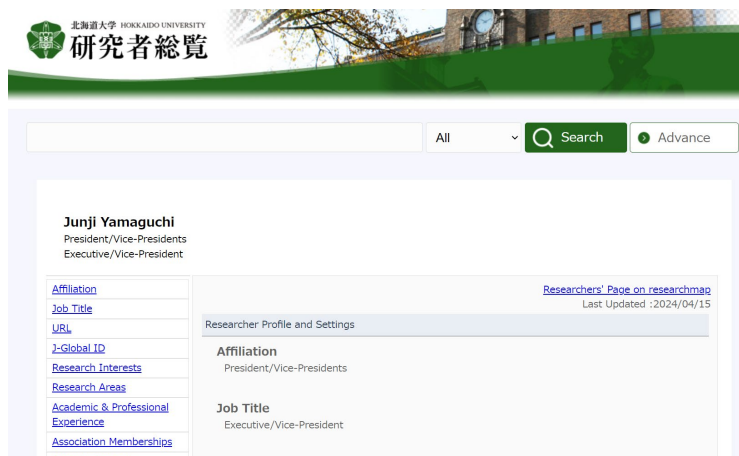 北海道大学 HOKKAIDO UNIVERSITY
研究者総覧
All
Search
Advance
Junji Yamaguchi
President/Vice-Presidents
Executive/Vice-President
Affiliation
Job Title
URL
J-Global ID
Research Interests
Research Areas
Academic & Professional
Experience
Association Memberships
Researchers' Page on researchmap
Last Updated :2024/04/15
Researcher Profile and Settings
Affiliation
President/Vice-Presidents
Job Title
Executive/Vice-President